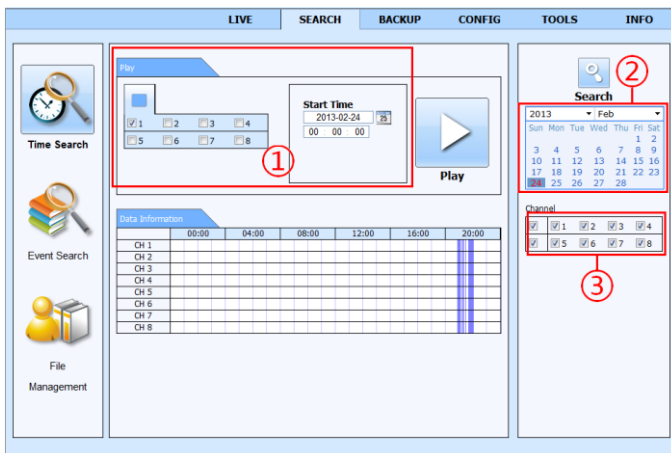 LIVE SEARCH BACKUP CONFIG TOOLS INFO
Time Search
Event Search
File
Management
Play
1 2 3 4
5 6 7 8
Start Time
2013-02-24 25
00 : 00 : 00
Play
1
Data Information
00:00 04:00 08:00 12:00 16:00 20:00
CH 1
CH 2
CH 3
CH 4
CH 5
CH 6
CH 7
CH 8
2
Search
2013 Feb
Sun Mon Tue Wed Thu Fri Sat
1 2
3 4 5 6 7 8 9
10 11 12 13 14 15 16
17 18 19 20 21 22 23
24 25 26 27 28
Channel
1 2 3 4
5 6 7 8
3